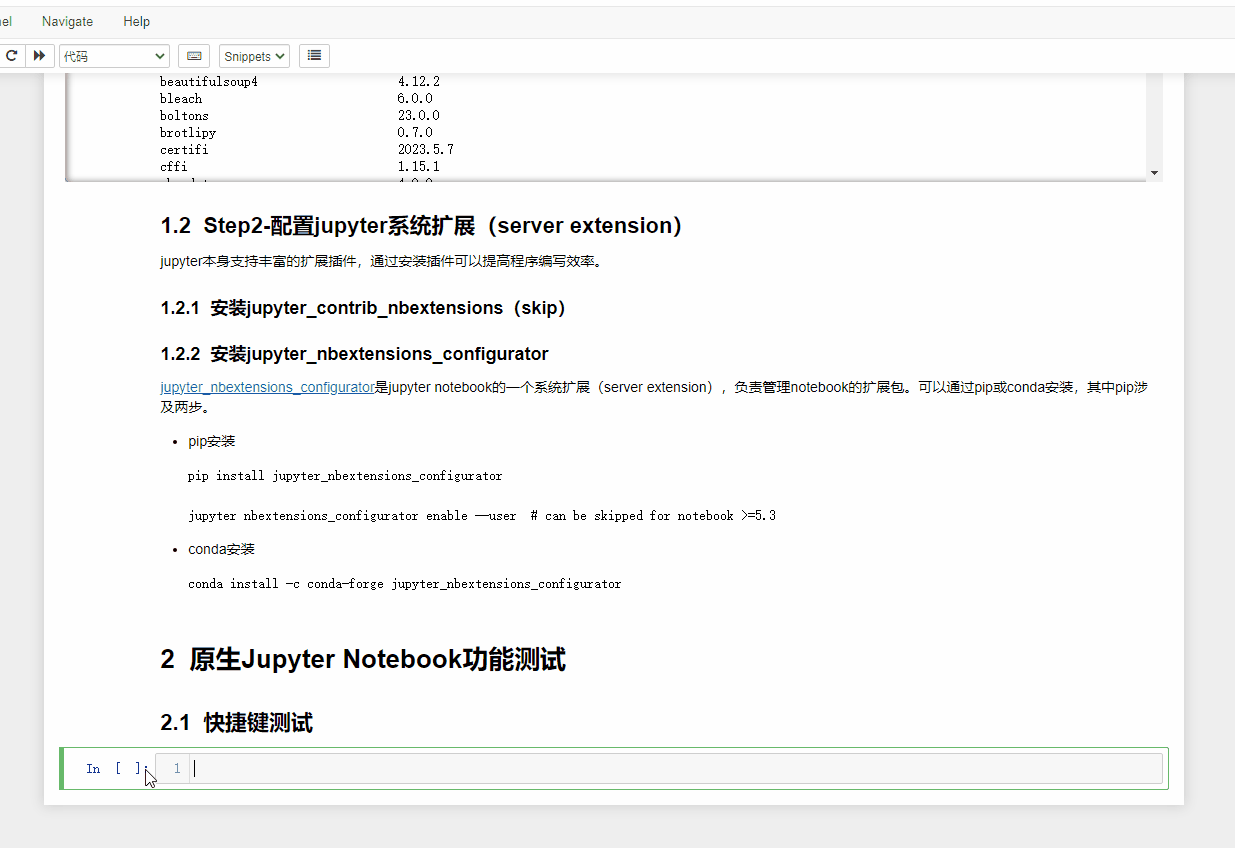 Navigate Help
代码 Snippets
beautifulsoup4 4.12.2
bleach 6.0.0
boltons 23.0.0
brotlipy 0.7.0
certifi 2023.5.7
cffi 1.15.1
1.2 Step2-配置jupyter系统扩展（server extension）
jupyter本身支持丰富的扩展插件，通过安装插件可以提高程序编写效率。
1.2.1 安装jupyter_contrib_nbextensions（skip）
1.2.2 安装jupyter_nbextensions_configurator
jupyter_nbextensions_configurator是jupyter notebook的一个系统扩展（server extension），负责管理notebook的扩展包。可以通过pip或conda安装，其中pip涉
及两步。
• pip安装
pip install jupyter_nbextensions_configurator
jupyter nbextensions_configurator enable --user # can be skipped for notebook >=5.3
• conda安装
conda install -c conda-forge jupyter_nbextensions_configurator
2 原生Jupyter Notebook功能测试
2.1 快捷键测试
In [ ]: 1